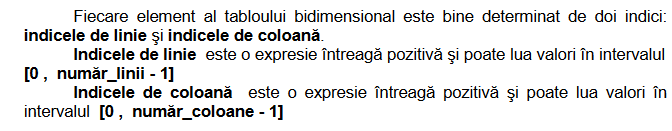 Fiecare element al tabloului bidimensional este bine determinat de doi indici:
indicele de linie şi indicele de coloană.
Indicele de linie este o expresie întreagă pozitivă şi poate lua valori în intervalul
[0 , număr_linii - 1]
Indicele de coloană este o expresie întreagă pozitivă şi poate lua valori în
intervalul [0 , număr_coloane - 1]